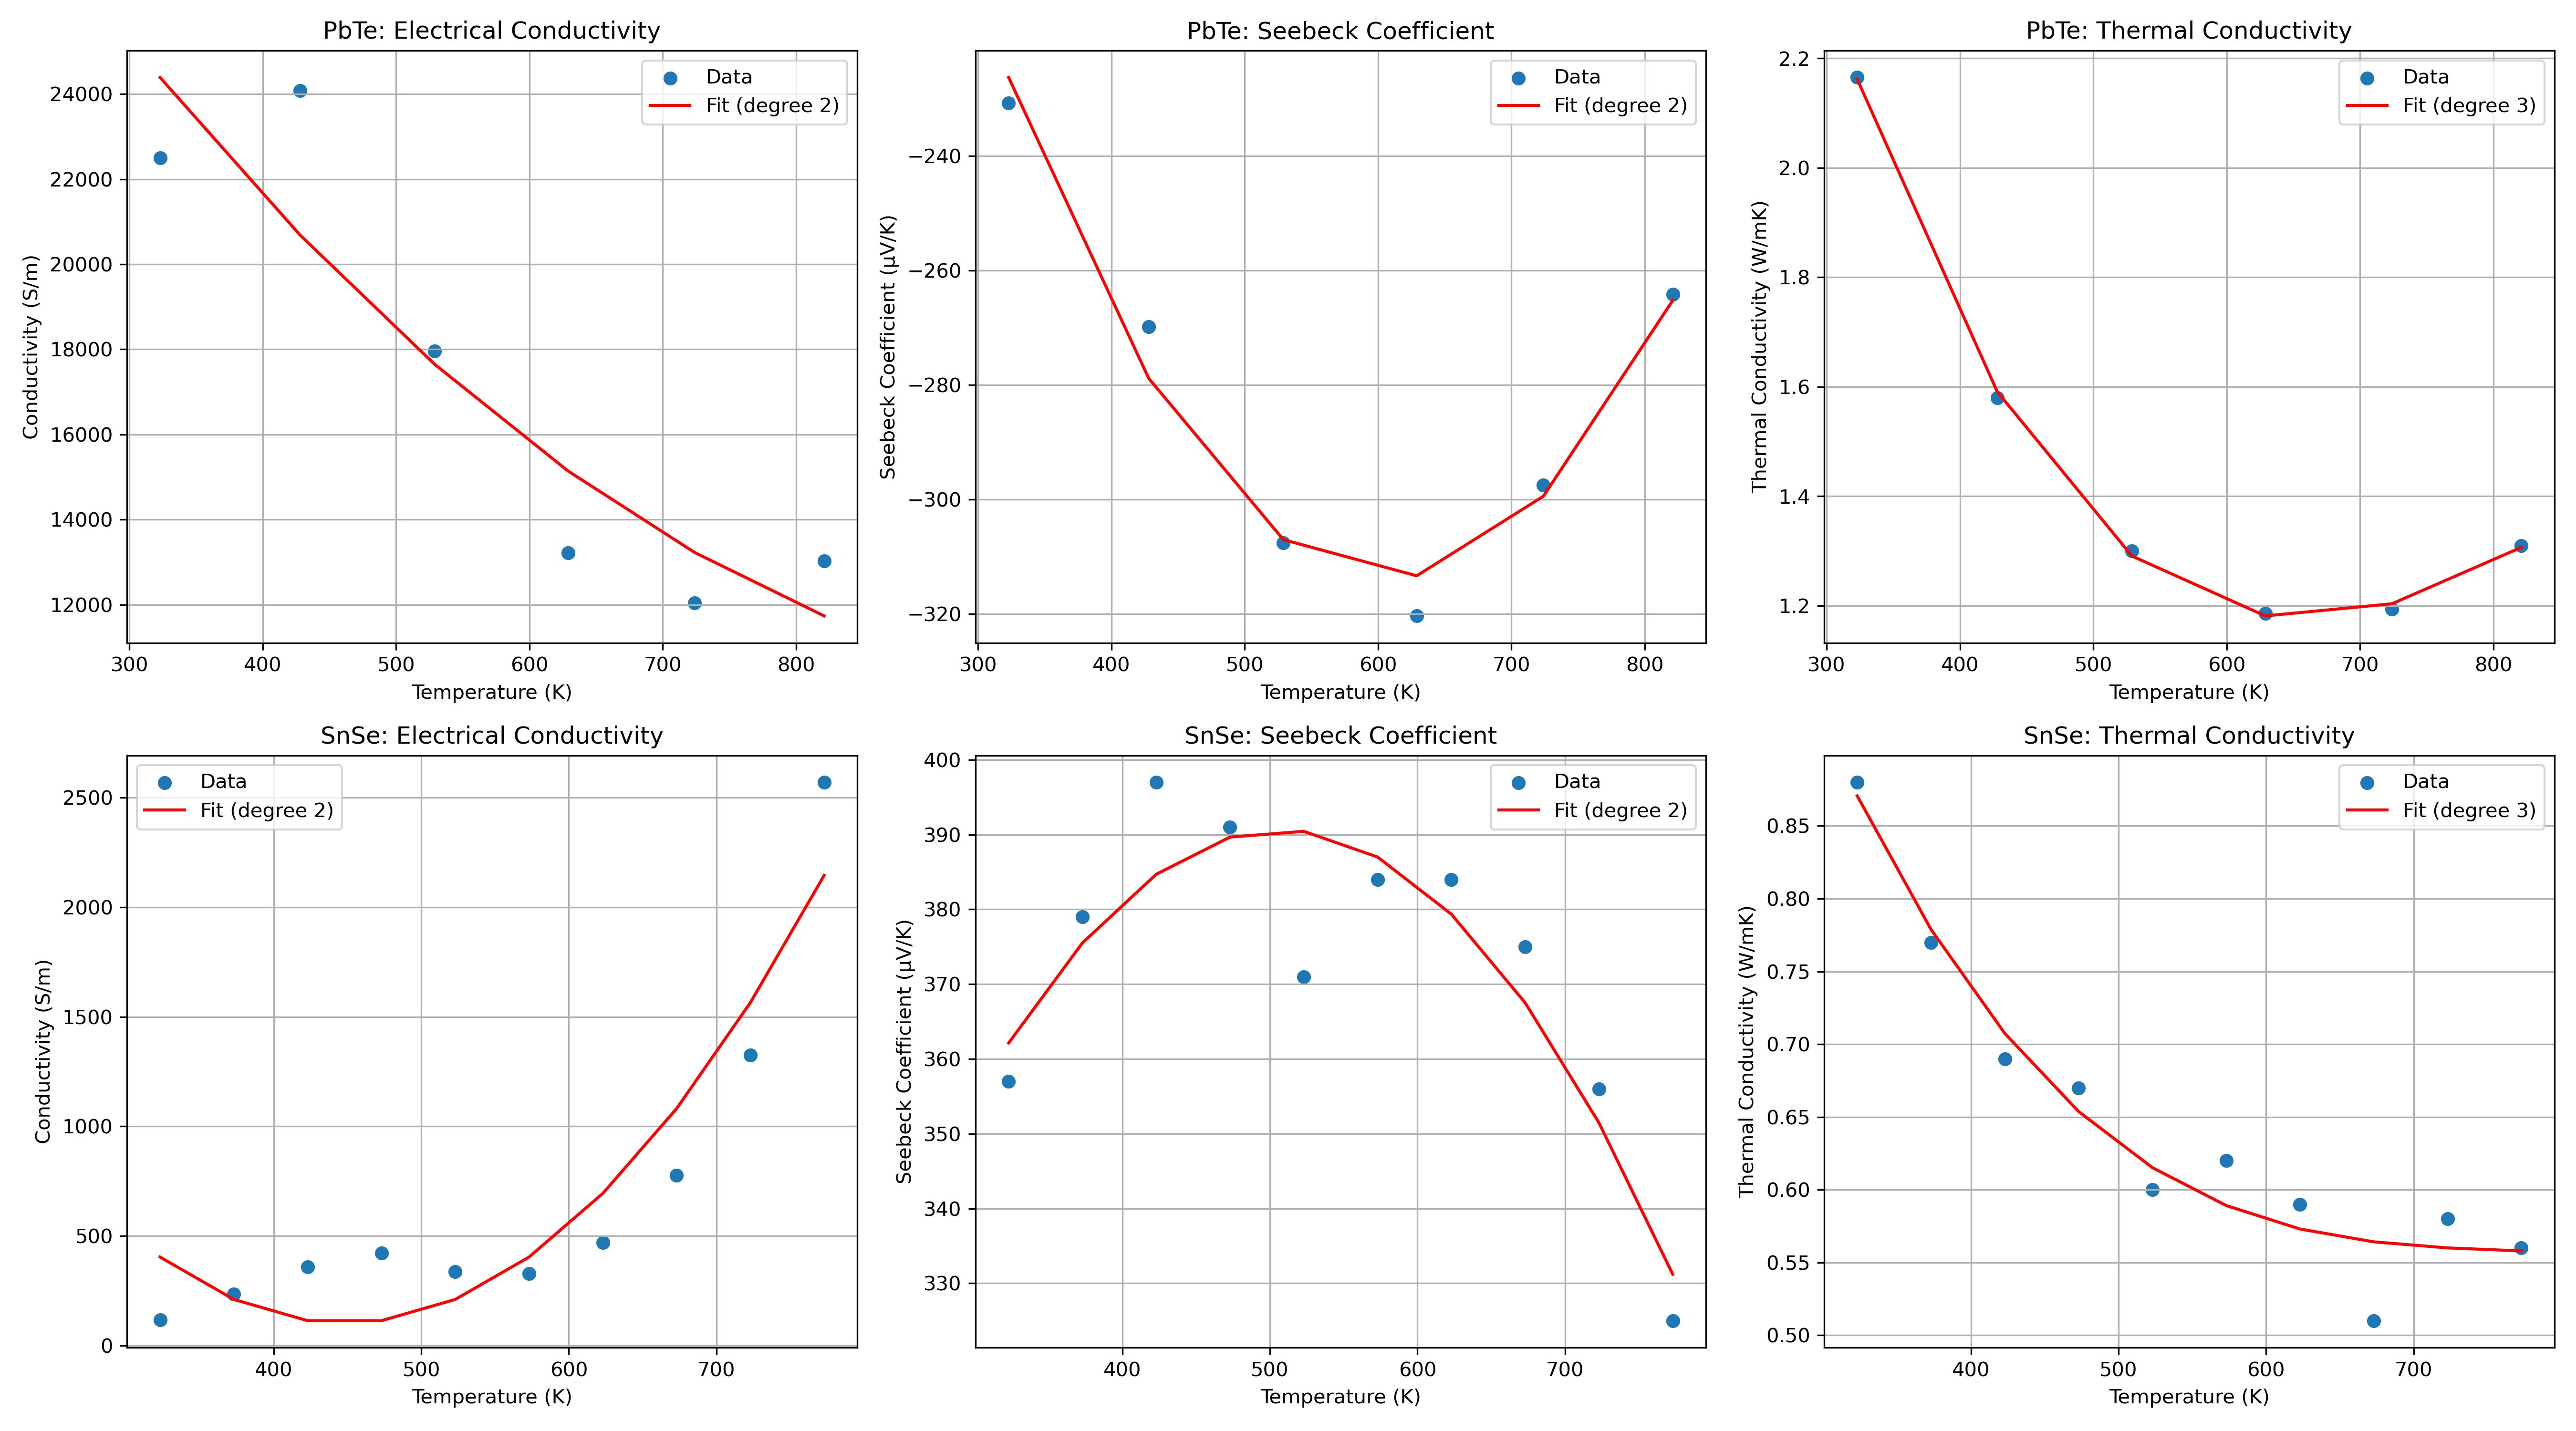 PbTe: Electrical Conductivity
Conductivity (S/m)
24000
22000
20000
18000
16000
14000
12000
Data
Fit (degree 2)
300 400 500 600 700 800
Temperature (K)
PbTe: Seebeck Coefficient
Seebeck Coefficient (μV/K)
−240
−260
−280
−300
−320
Data
Fit (degree 2)
300 400 500 600 700 800
Temperature (K)
PbTe: Thermal Conductivity
Thermal Conductivity (W/mK)
2.2
2.0
1.8
1.6
1.4
1.2
Data
Fit (degree 3)
300 400 500 600 700 800
Temperature (K)
SnSe: Electrical Conductivity
Conductivity (S/m)
2500
2000
1500
1000
500
0
Data
Fit (degree 2)
400 500 600 700
Temperature (K)
SnSe: Seebeck Coefficient
Seebeck Coefficient (μV/K)
400
390
380
370
360
350
340
330
Data
Fit (degree 2)
400 500 600 700
Temperature (K)
SnSe: Thermal Conductivity
Thermal Conductivity (W/mK)
0.85
0.80
0.75
0.70
0.65
0.60
0.55
0.50
Data
Fit (degree 3)
400 500 600 700
Temperature (K)